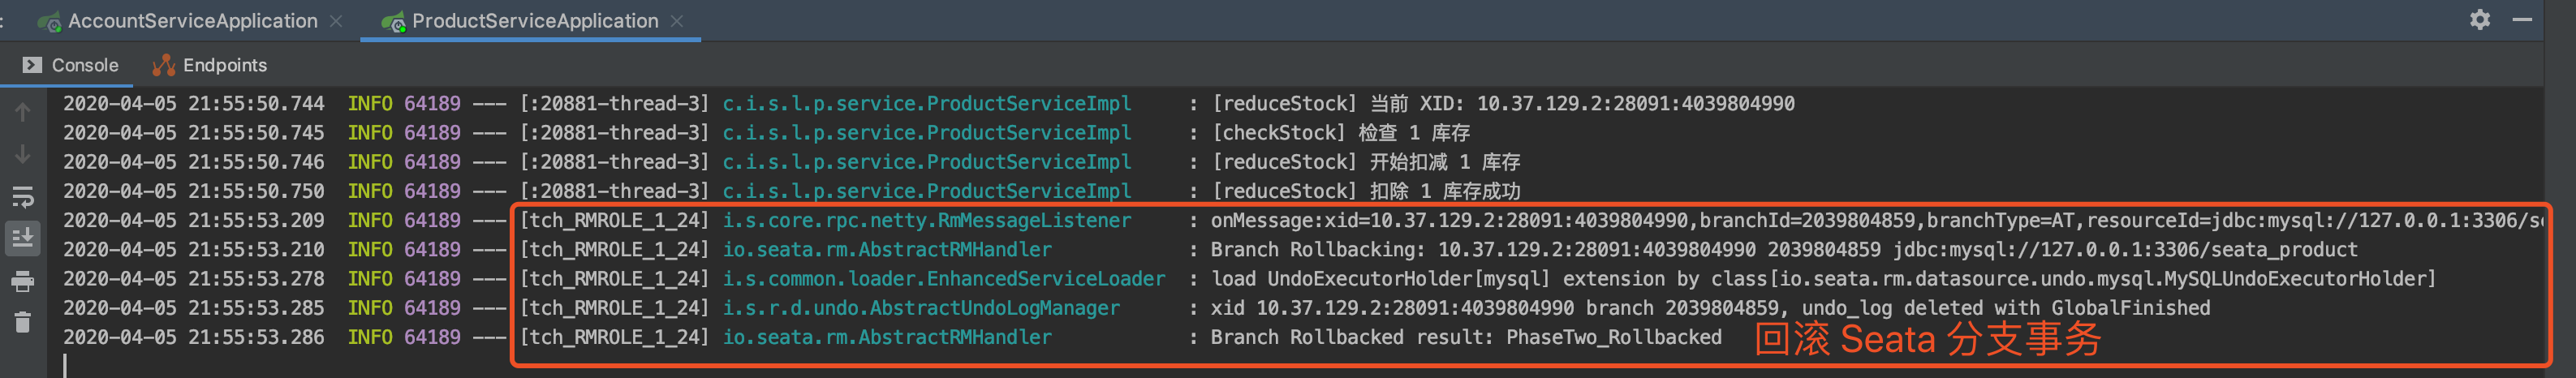 AccountServiceApplication ProductServiceApplication
Console Endpoints
2020-04-05 21:55:50.744 INFO 64189 --- [:20881-thread-3] c.i.s.l.p.service.ProductServiceImpl : [reduceStock] 当前 XID: 10.37.129.2:28091:4039804990
2020-04-05 21:55:50.745 INFO 64189 --- [:20881-thread-3] c.i.s.l.p.service.ProductServiceImpl : [checkStock] 检查 1 库存
2020-04-05 21:55:50.746 INFO 64189 --- [:20881-thread-3] c.i.s.l.p.service.ProductServiceImpl : [reduceStock] 开始扣减 1 库存
2020-04-05 21:55:50.750 INFO 64189 --- [:20881-thread-3] c.i.s.l.p.service.ProductServiceImpl : [reduceStock] 扣除 1 库存成功
2020-04-05 21:55:53.209 INFO 64189 --- [tch_RMROLE_1_24] i.s.core.rpc.netty.RmMessageListener : onMessage:xid=10.37.129.2:28091:4039804990,branchId=2039804859,branchType=AT,resourceId=jdbc:mysql://127.0.0.1:3306/se
2020-04-05 21:55:53.210 INFO 64189 --- [tch_RMROLE_1_24] io.seata.rm.AbstractRMHandler : Branch Rollbacking: 10.37.129.2:28091:4039804990 2039804859 jdbc:mysql://127.0.0.1:3306/seata_product
2020-04-05 21:55:53.278 INFO 64189 --- [tch_RMROLE_1_24] i.s.common.loader.EnhancedServiceLoader : load UndoExecutorHolder[mysql] extension by class[io.seata.rm.datasource.undo.mysql.MySQLUndoExecutorHolder]
2020-04-05 21:55:53.285 INFO 64189 --- [tch_RMROLE_1_24] i.s.r.d.undo.AbstractUndoLogManager : xid 10.37.129.2:28091:4039804990 branch 2039804859, undo_log deleted with GlobalFinished
2020-04-05 21:55:53.286 INFO 64189 --- [tch_RMROLE_1_24] io.seata.rm.AbstractRMHandler : Branch Rollbacked result: PhaseTwo_Rollbacked 回滚 Seata 分支事务